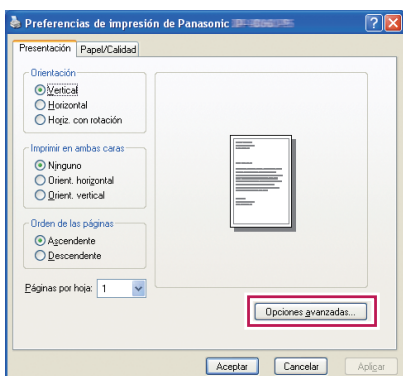 Preferencias de impresión de Panasonic
Presentación Papel/Calidad
Orientación
Vertical
Horizontal
Horiz. con rotación
Imprimir en ambas caras
Ninguno
Orient. horizontal
Orient. vertical
Orden de las páginas
Ascendente
Descendente
Páginas por hoja: 1
Opciones avanzadas...
Aceptar Cancelar Aplicar